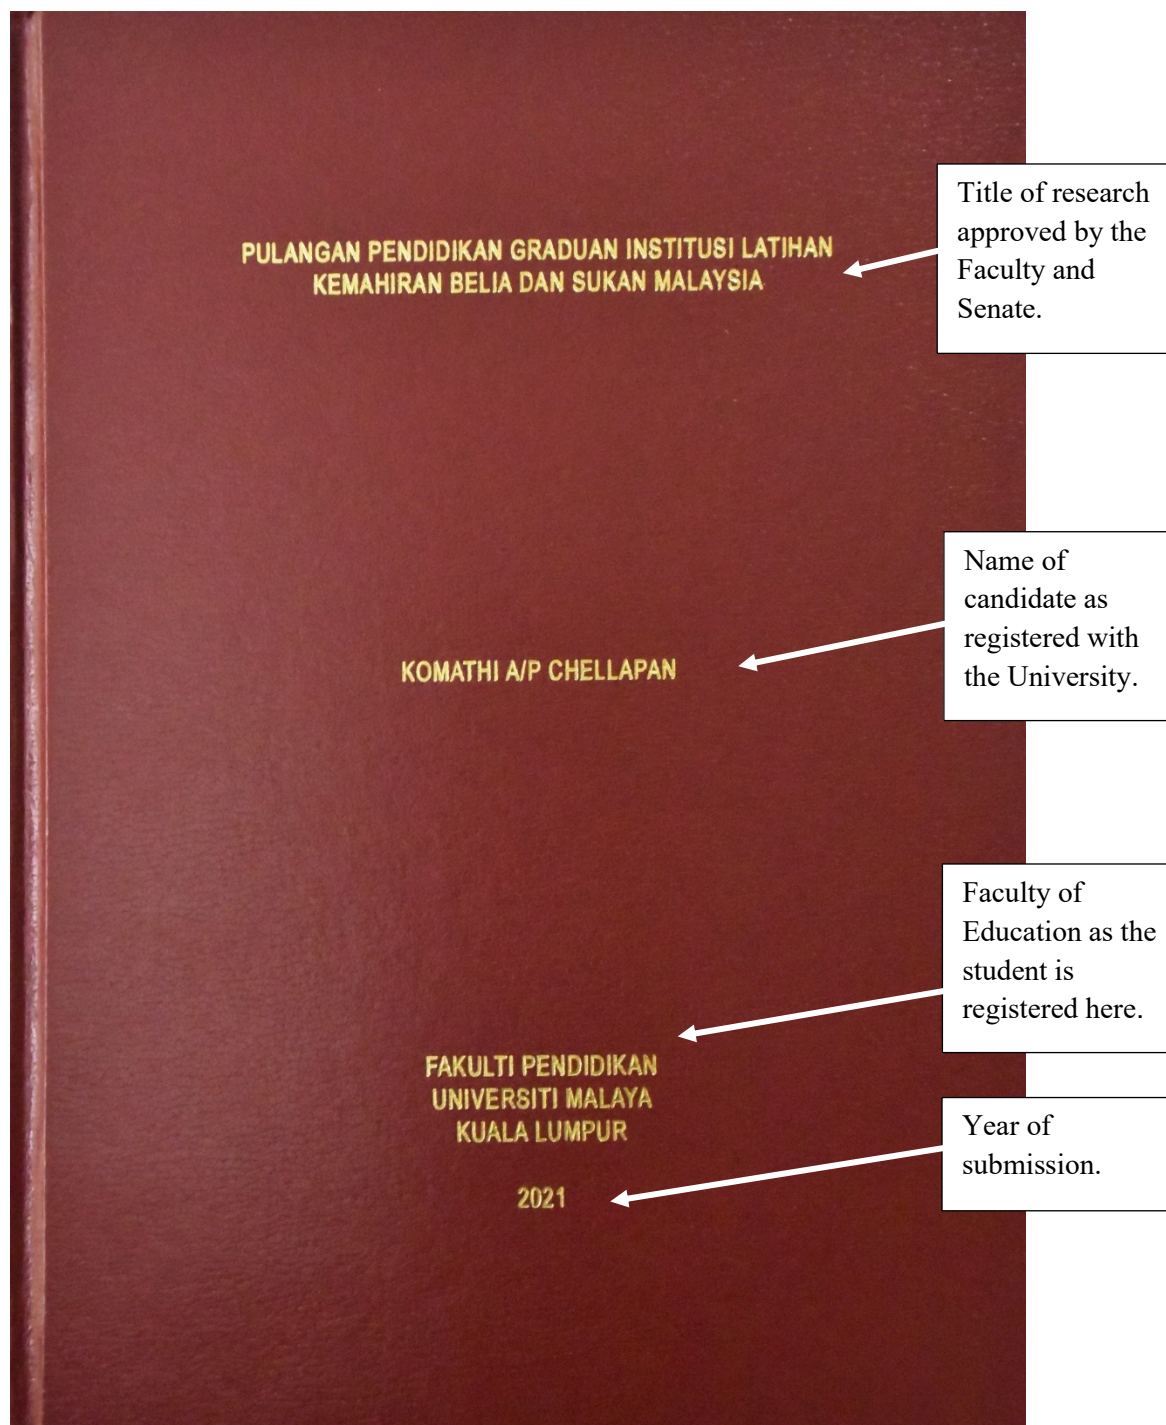 PULANGAN PENDIDIKAN GRADUAN INSTITUSI LATIHAN
KEMAHIRAN BELIA DAN SUKAN MALAYSIA
Title of research
approved by the
Faculty and
Senate.
KOMATHI A/P CHELLAPAN
Name of
candidate as
registered with
the University.
FAKULTI PENDIDIKAN
UNIVERSITI MALAYA
KUALA LUMPUR
Faculty of
Education as the
student is
registered here.
2021
Year of
submission.